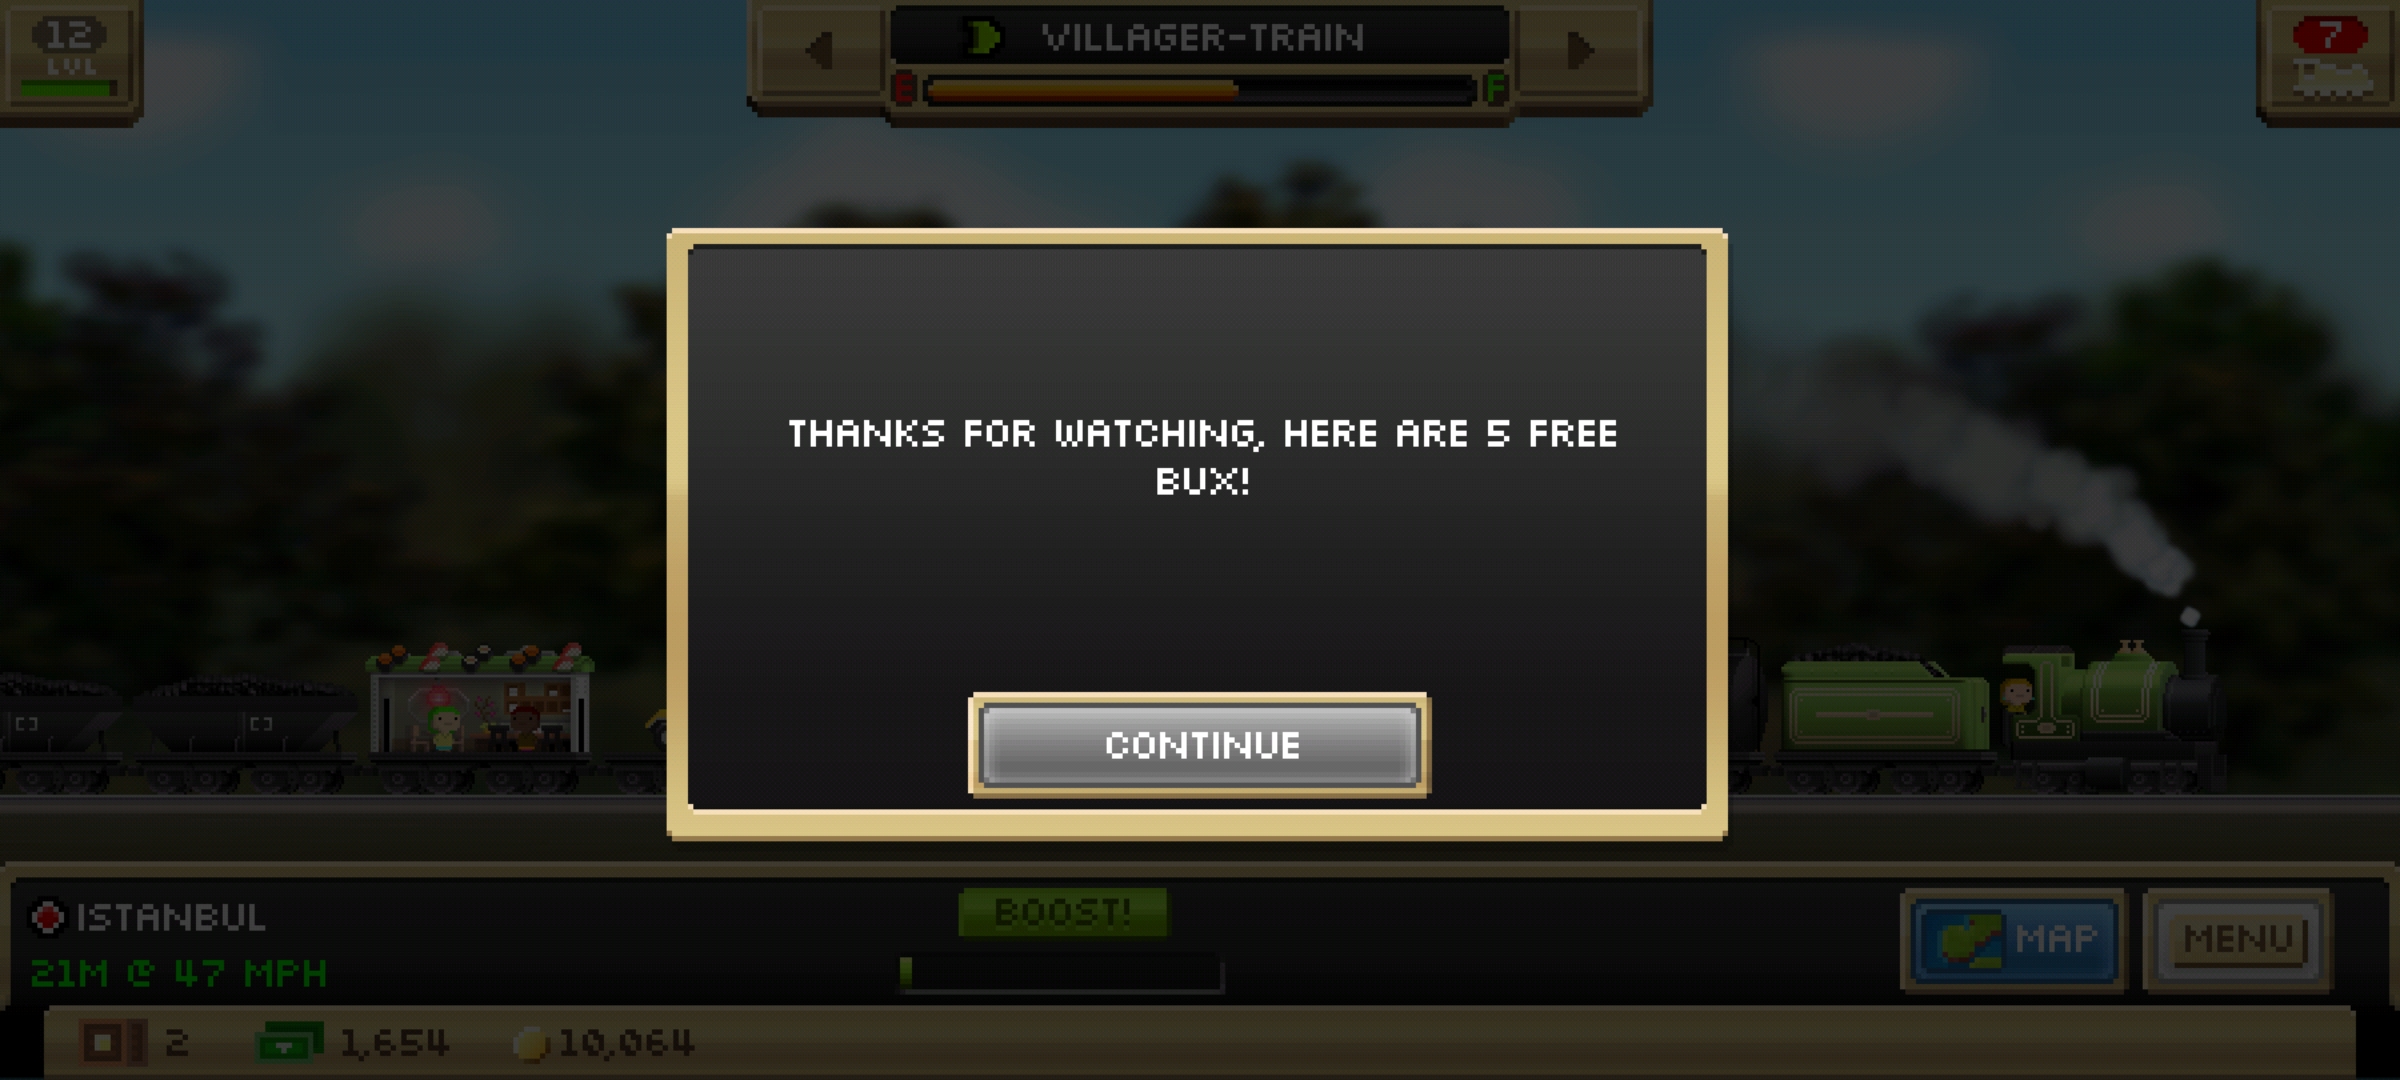 12
LVL
VILLAGER-TRAIN
E F
7
THANKS FOR WATCHING, HERE ARE 5 FREE
BUX!
CONTINUE
ISTANBUL
21M @ 47 MPH
BOOST!
MAP
MENU
2
1,654
10,064